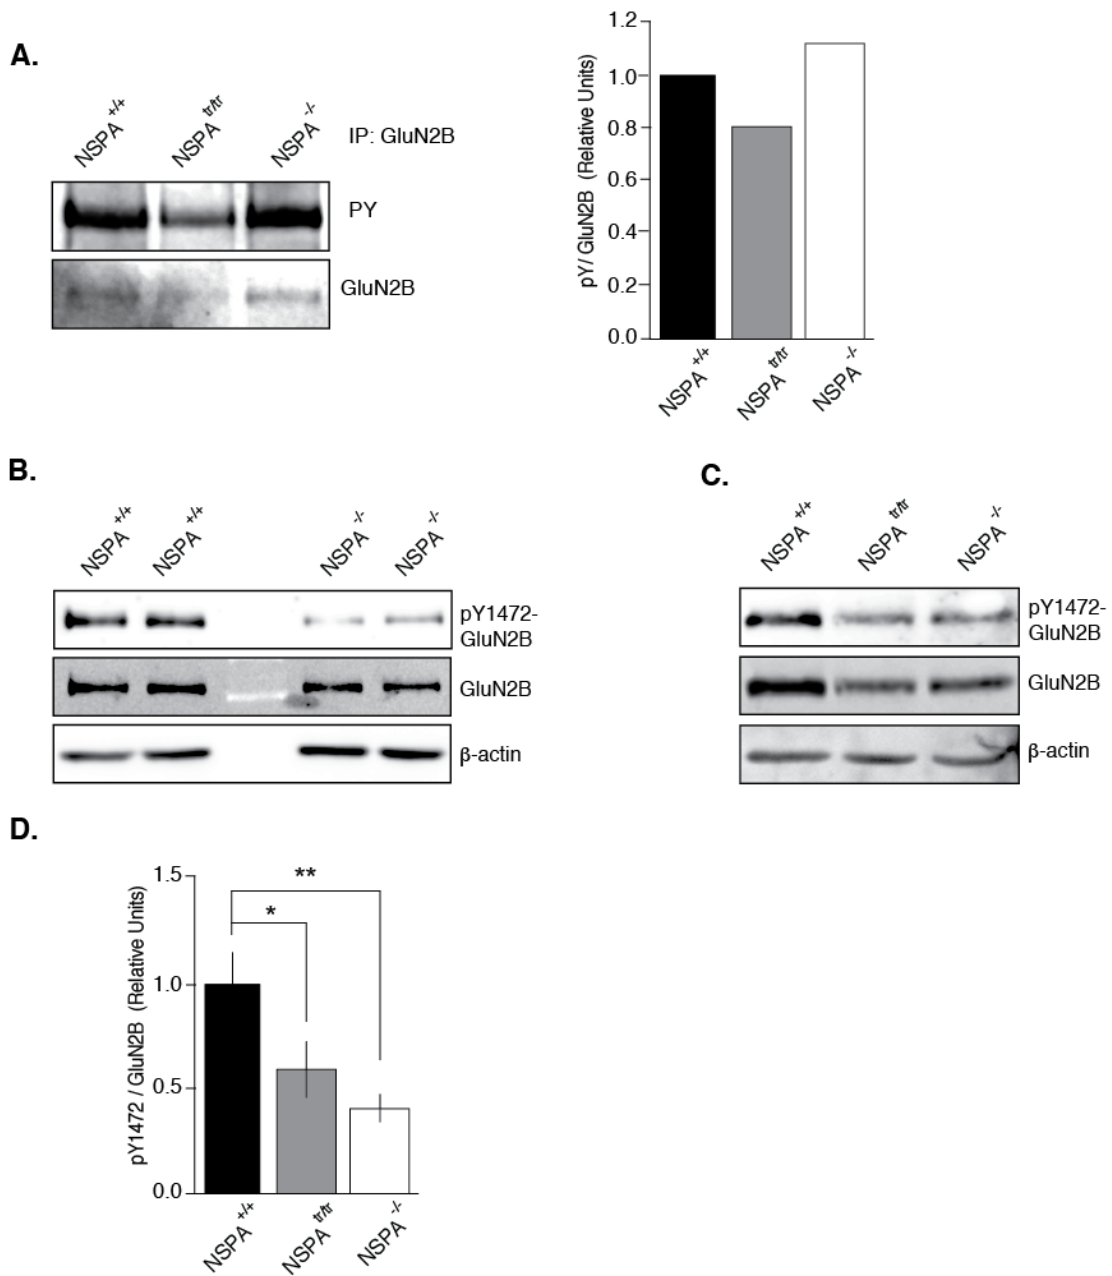 A.
NSPA+/+
NSPAtr/tr
NSPA-/-
IP: GluN2B
PY
GluN2B
pY/ GluN2B (Relative Units)
1.2
1.0
0.8
0.6
0.4
0.2
0.0
NSPA+/+
NSPAtr/tr
NSPA-/-
B.
NSPA+/+
NSPA+/+
NSPA-/-
NSPA-/-
pY1472-
GluN2B
GluN2B
β-actin
C.
NSPA+/+
NSPAtr/tr
NSPA-/-
pY1472-
GluN2B
GluN2B
β-actin
D.
pY1472 / GluN2B (Relative Units)
1.5
1.0
0.5
0.0
**
*
NSPA+/+
NSPAtr/tr
NSPA-/-